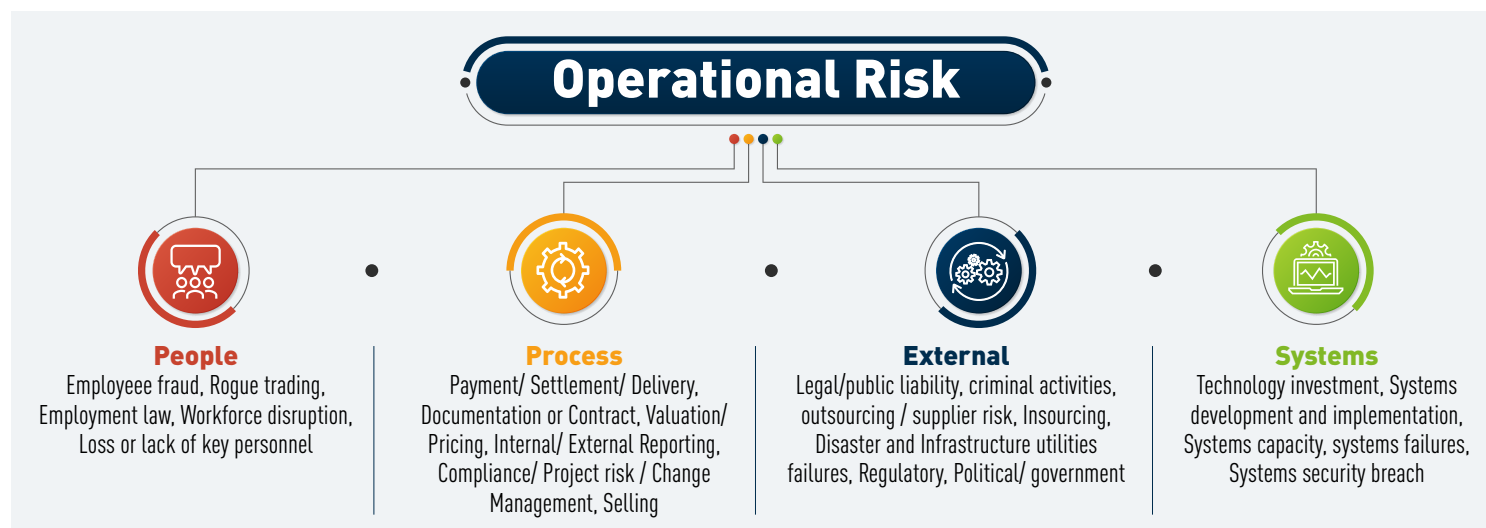 Operational Risk
People
Employeee fraud, Rogue trading,
Employment law, Workforce disruption,
Loss or lack of key personnel
Process
Payment/ Settlement/ Delivery,
Documentation or Contract, Valuation/
Pricing, Internal/ External Reporting,
Compliance/ Project risk / Change
Management, Selling
External
Legal/public liability, criminal activities,
outsourcing / supplier risk, Insourcing,
Disaster and Infrastructure utilities
failures, Regulatory, Political/ government
Systems
Technology investment, Systems
development and implementation,
Systems capacity, systems failures,
Systems security breach